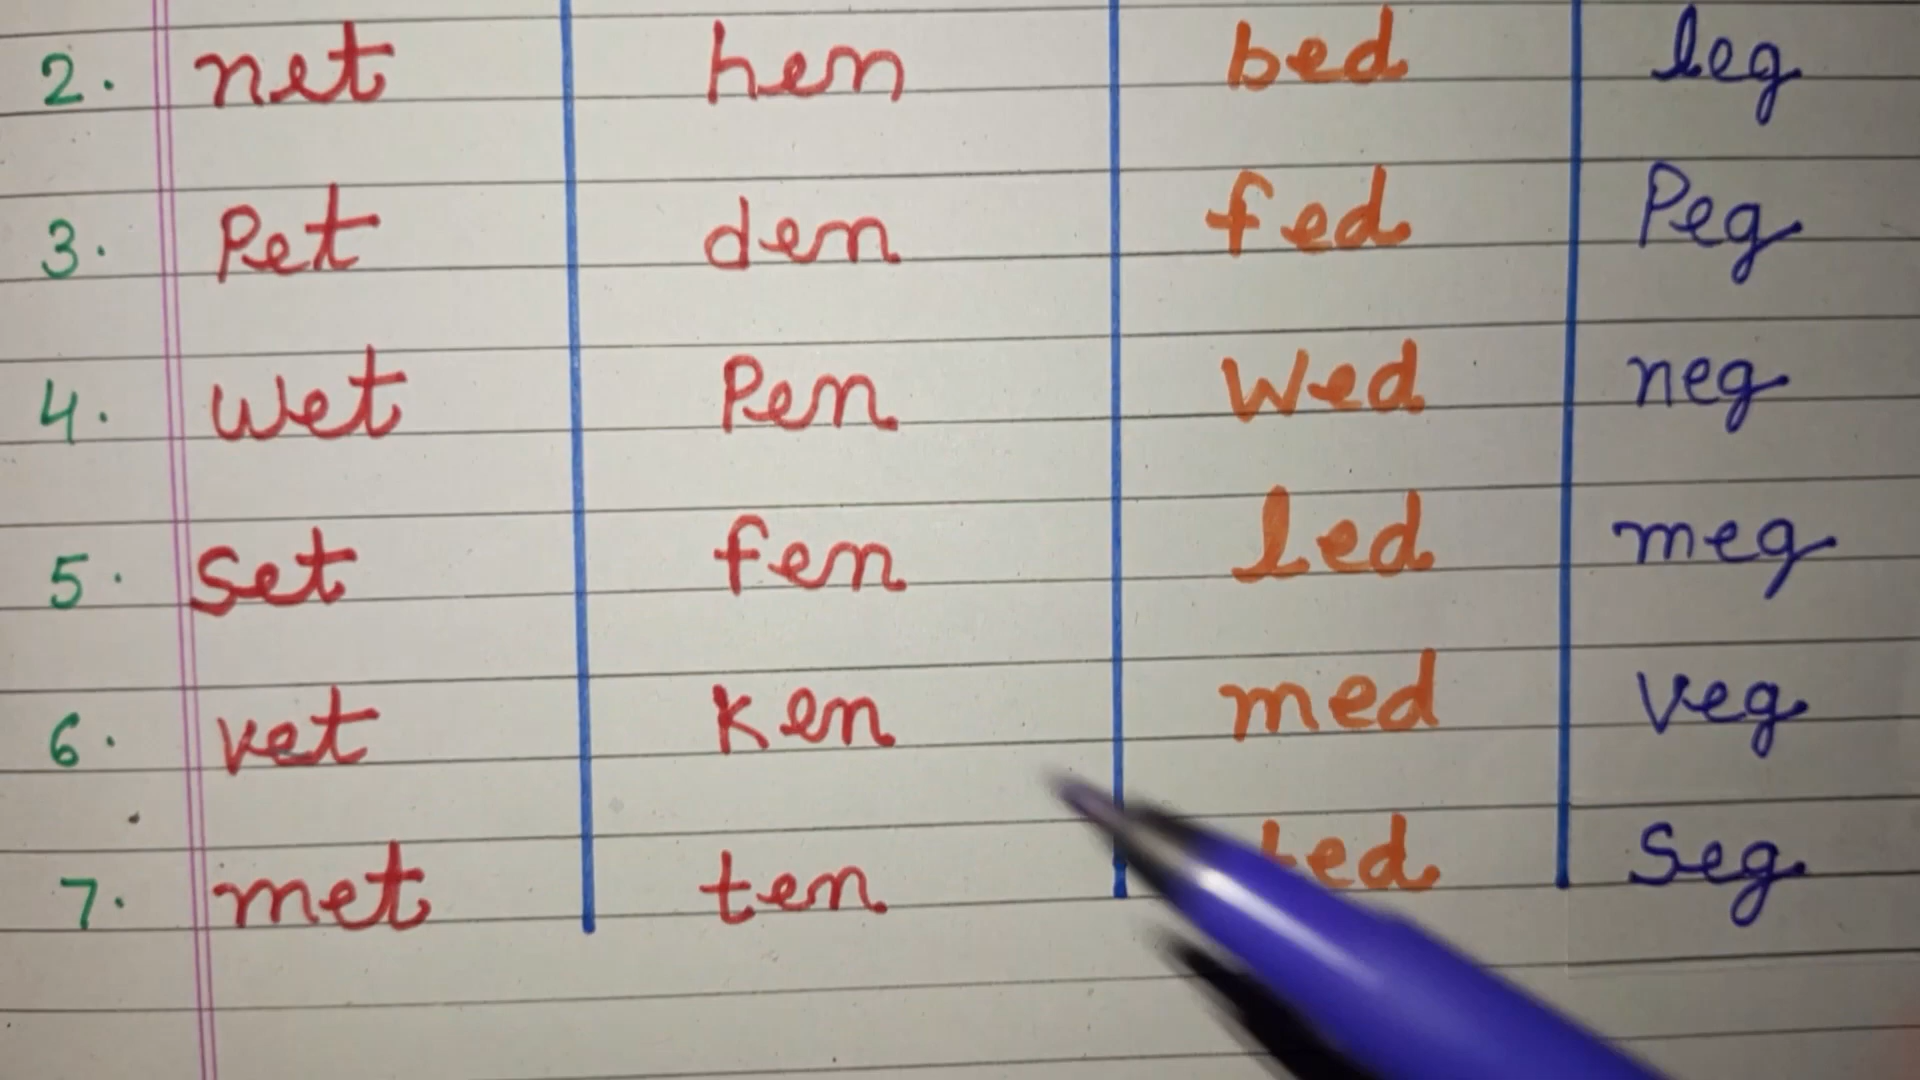 2. net hen bed leg
3. Pet den fed Peg
4. wet Pen Wed neg
5. Set fen led meg
6. vet Ken med veg
7. met ten Seg